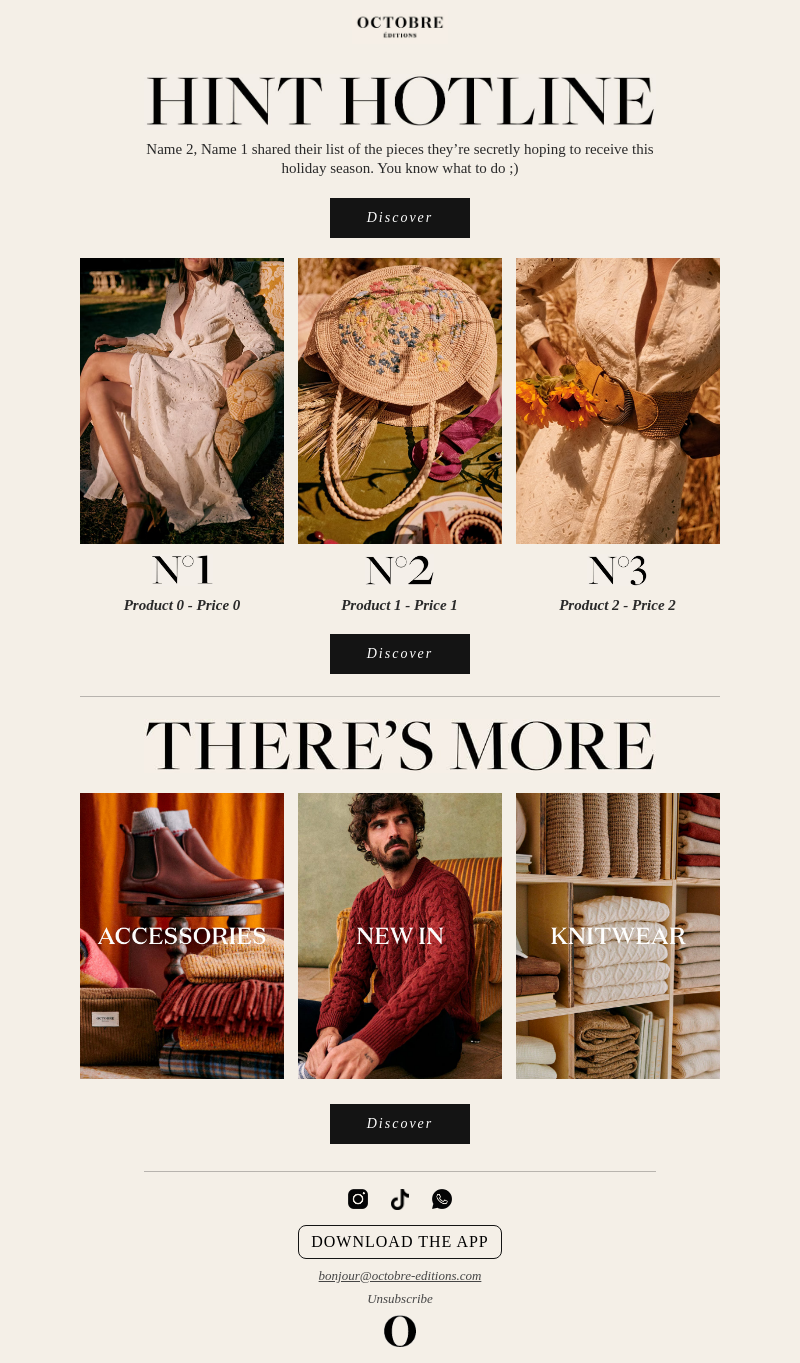 OCTOBRE
ÉDITIONS
HINT HOTLINE
Name 2, Name 1 shared their list of the pieces they’re secretly hoping to receive this
holiday season. You know what to do ;)
Discover
N°1
N°2
N°3
Product 0 - Price 0
Product 1 - Price 1
Product 2 - Price 2
Discover
THERE’S MORE
ACCESSORIES
NEW IN
KNITWEAR
OCTOBRE
Discover
DOWNLOAD THE APP
bonjour@octobre-editions.com
Unsubscribe
O